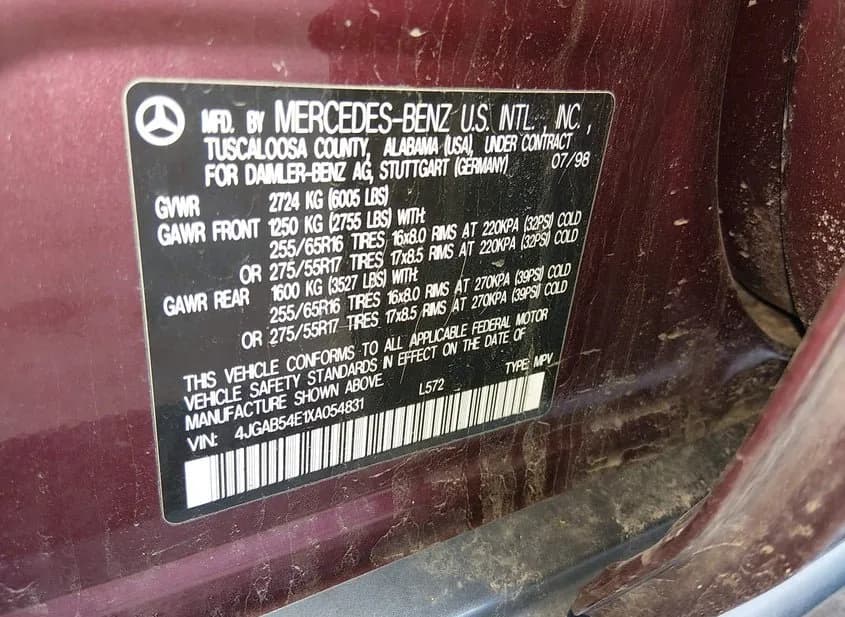 MFD. BY MERCEDES-BENZ U.S. INTL., INC.,
TUSCALOOSA COUNTY, ALABAMA (USA), UNDER CONTRACT
FOR DAIMLER-BENZ AG, STUTTGART (GERMANY) 07/98
GVWR 2724 KG (6005 LBS)
GAWR FRONT 1250 KG (2755 LBS) WITH:
255/65R16 TIRES 16x8.0 RIMS AT 220KPA (32PSI) COLD
OR 275/55R17 TIRES 17x8.5 RIMS AT 220KPA (32PSI) COLD
GAWR REAR 1600 KG (3527 LBS) WITH:
255/65R16 TIRES 16x8.0 RIMS AT 270KPA (39PSI) COLD
OR 275/55R17 TIRES 17x8.5 RIMS AT 270KPA (39PSI) COLD
THIS VEHICLE CONFORMS TO ALL APPLICABLE FEDERAL MOTOR
VEHICLE SAFETY STANDARDS IN EFFECT ON THE DATE OF
MANUFACTURE SHOWN ABOVE. L572 TYPE: MPV
VIN: 4JGAB54E1XA054831